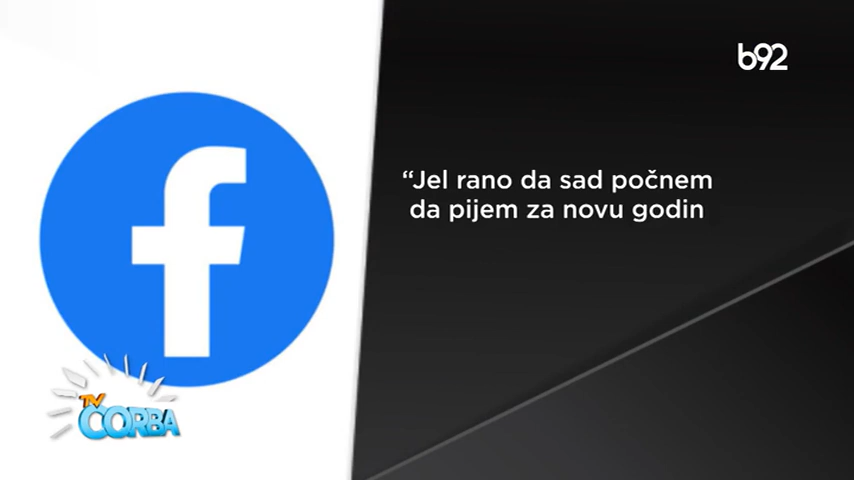 b92
“Jel rano da sad počnem
da pijem za novu godin
TV
ČORBA